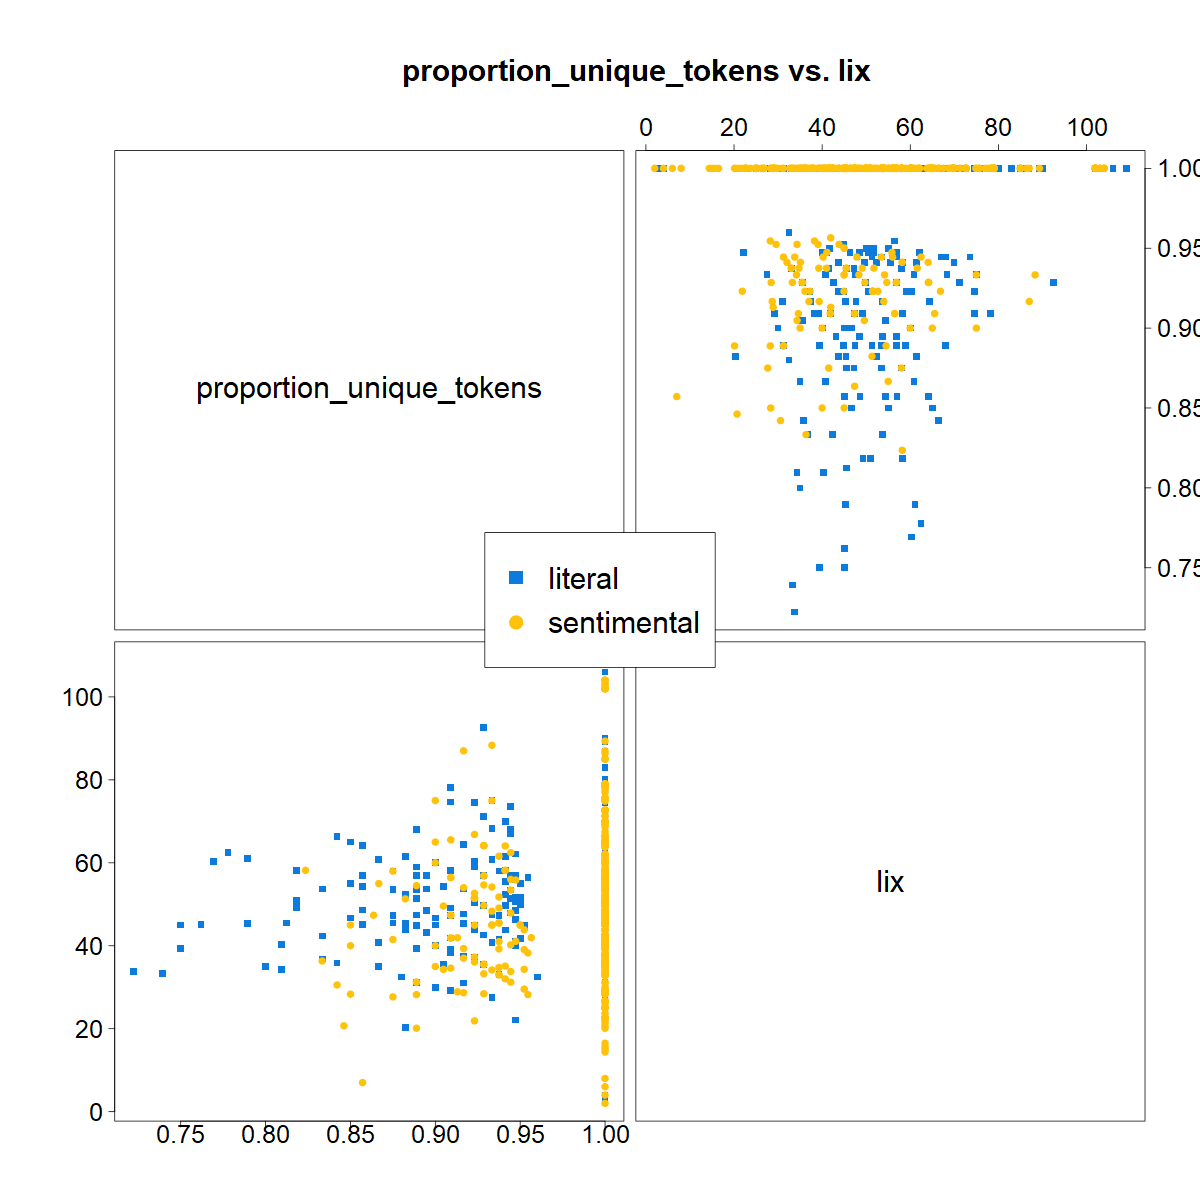 proportion_unique_tokens vs. lix
0 20 40 60 80 100
proportion_unique_tokens
1.00
0.95
0.90
0.85
0.80
0.75
literal
sentimental
100
80
60
40
20
0
lix
0.75 0.80 0.85 0.90 0.95 1.00